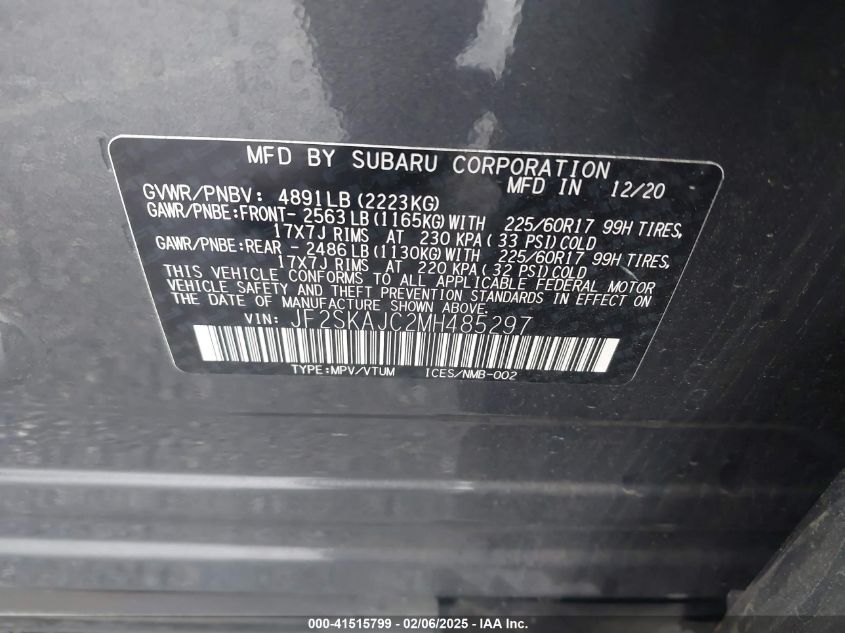 MFD BY SUBARU CORPORATION
MFD IN 12/20
GVWR/PNBV: 4891LB (2223KG)
GAWR/PNBE:FRONT- 2563LB (1165KG)WITH 225/60R17 99H TIRES,
17X7J RIMS AT 230 KPA( 33 PSI)COLD
GAWR/PNBE:REAR - 2486LB (1130KG)WITH 225/60R17 99H TIRES,
17X7J RIMS AT 220 KPA( 32 PSI)COLD
THIS VEHICLE CONFORMS TO ALL APPLICABLE FEDERAL MOTOR
VEHICLE SAFETY AND THEFT PREVENTION STANDARDS IN EFFECT ON
THE DATE OF MANUFACTURE SHOWN ABOVE.
VIN: JF2SKAJC2MH485297
TYPE:MPV/VTUM ICES/NMB-002
000-41515799 - 02/06/2025 - IAA Inc.